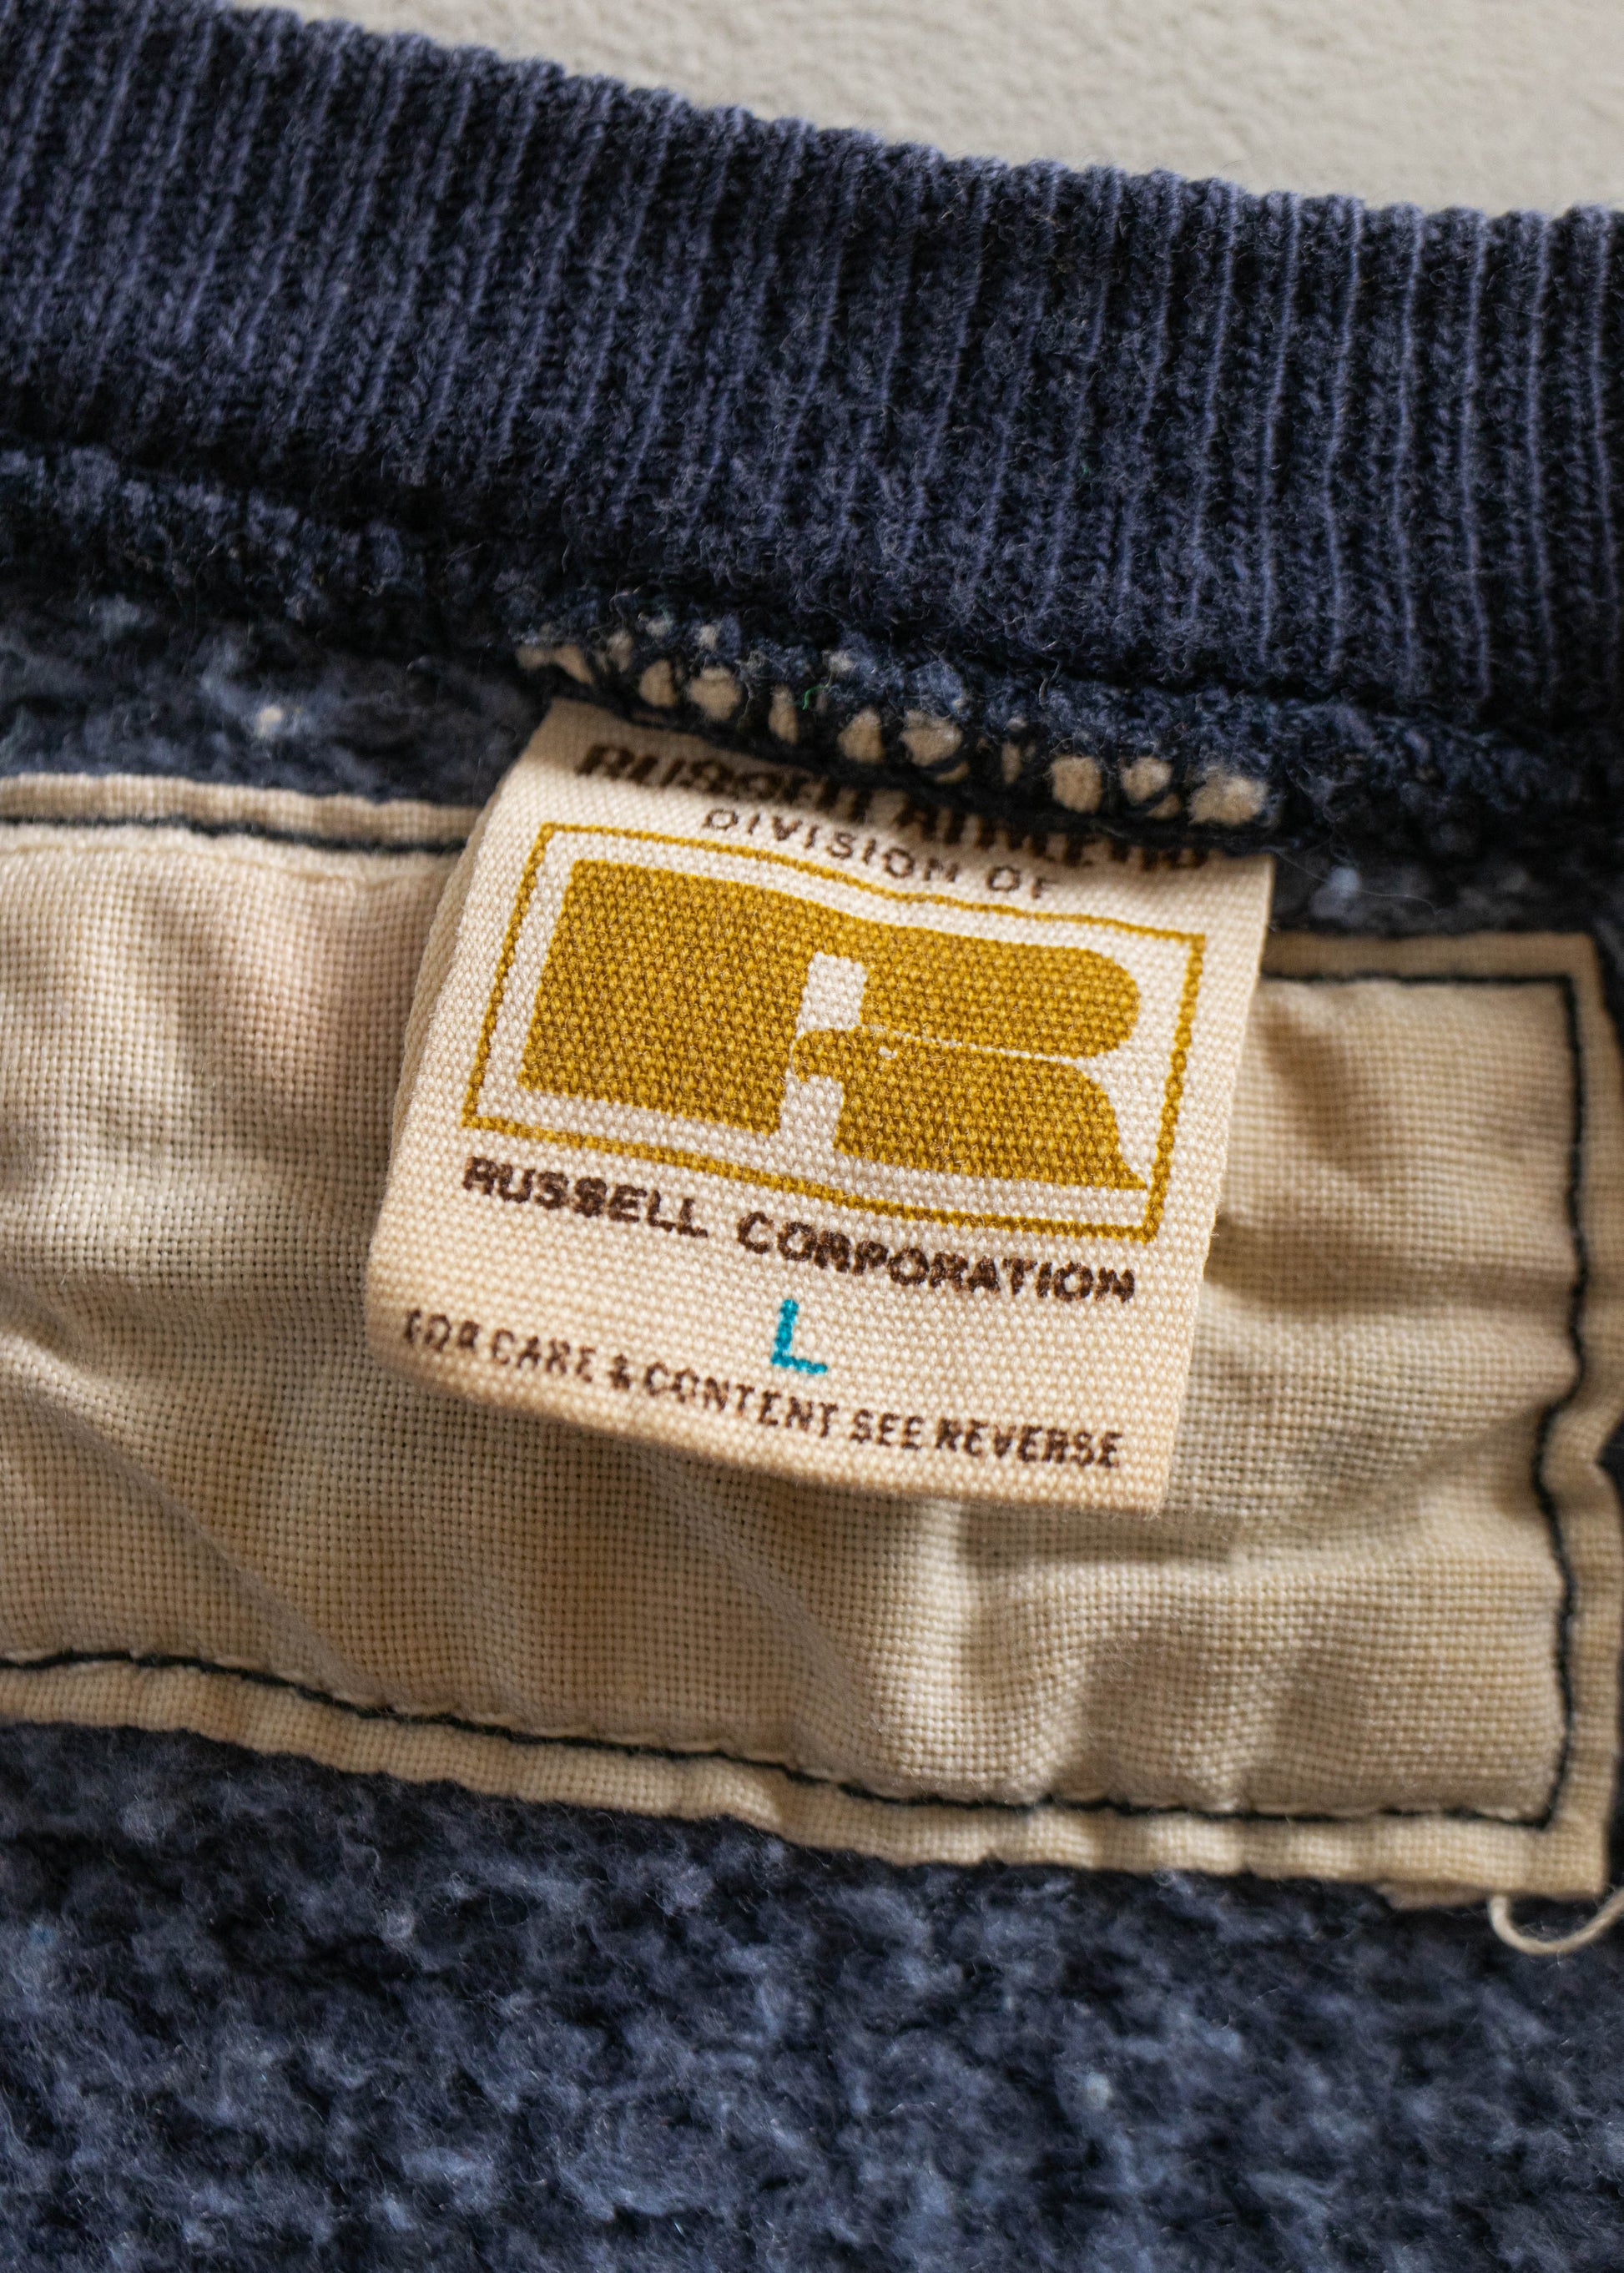 RUSSELL ATHLETIC
DIVISION OF
R
RUSSELL CORPORATION
L
FOR CARE & CONTENT SEE REVERSE